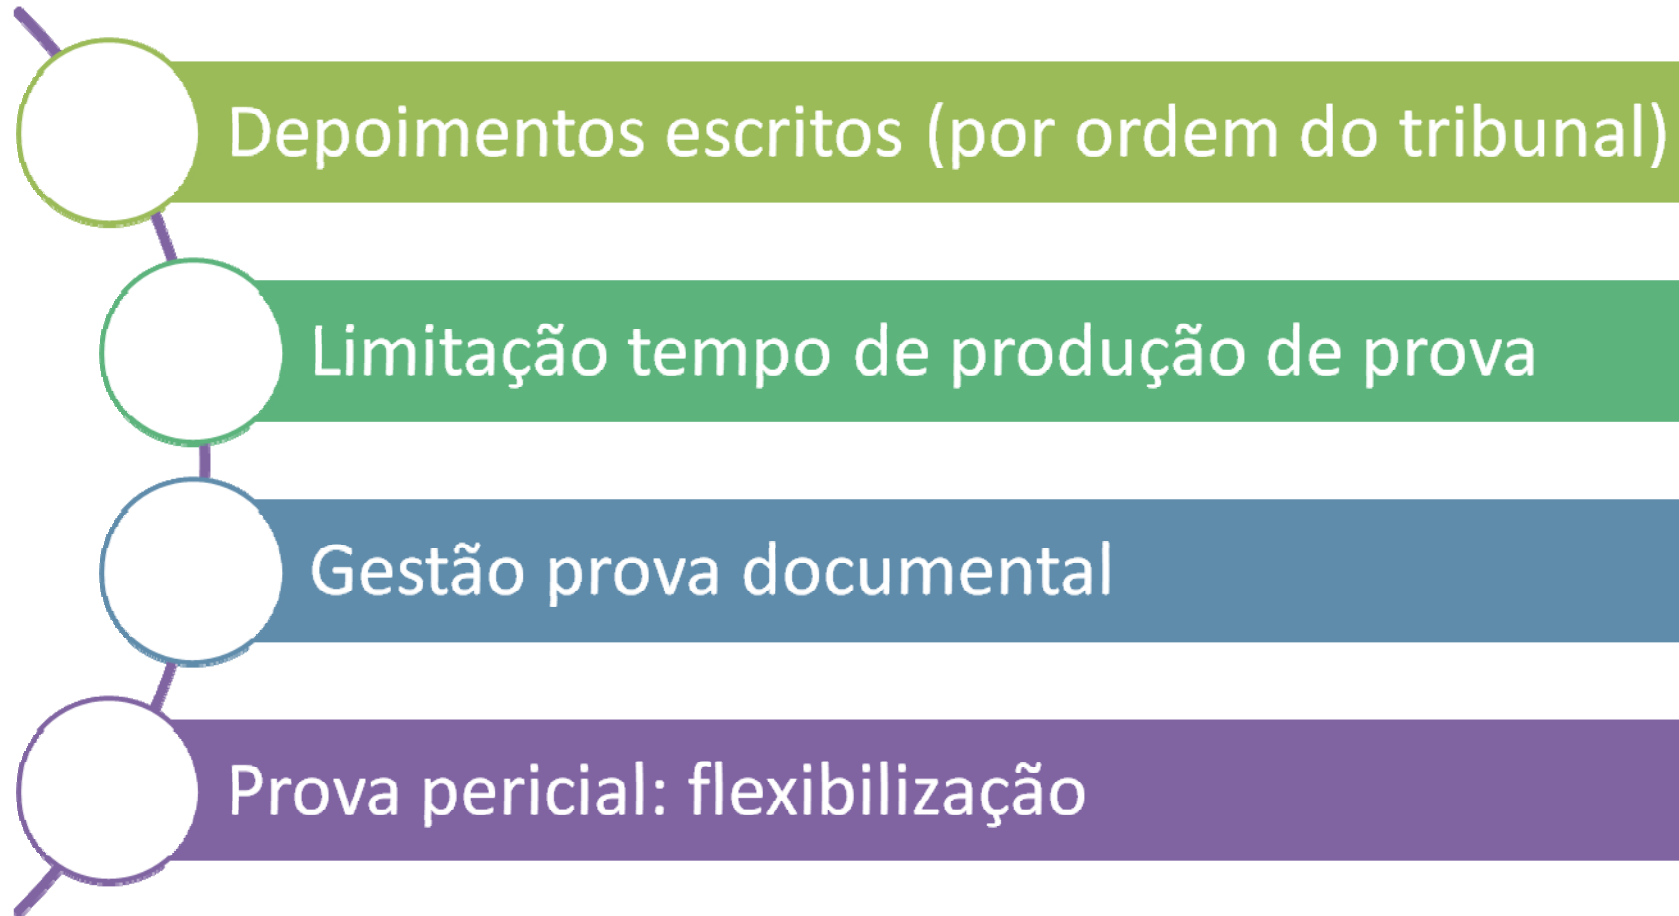 Depoimentos escritos (por ordem do tribunal)
Limitação tempo de produção de prova
Gestão prova documental
Prova pericial: flexibilização